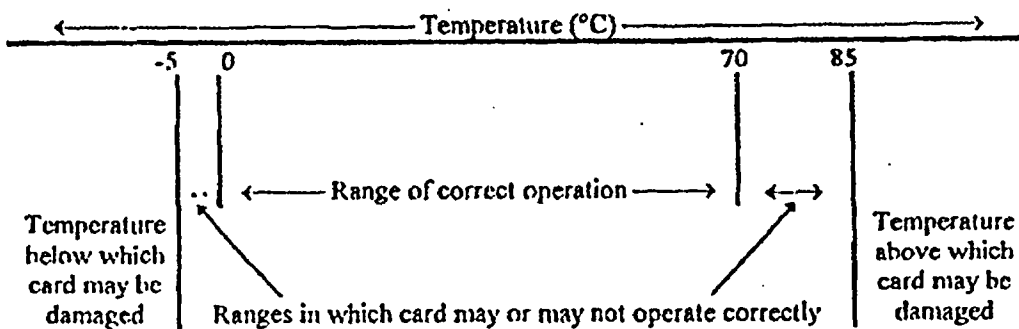 Temperature (°C)
-5 0 70 85
Range of correct operation
Temperature
below which
card may be
damaged
Temperature
above which
card may be
damaged
Ranges in which card may or may not operate correctly